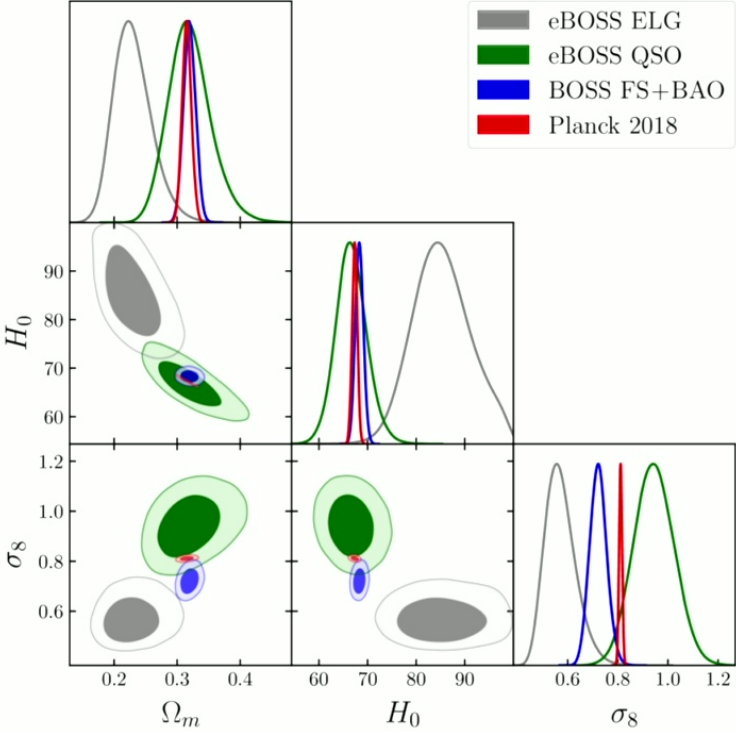 eBOSS ELG
eBOSS QSO
BOSS FS+BAO
Planck 2018
H₀
90
80
70
60
σ₈
1.2
1.0
0.8
0.6
0.2 0.3 0.4
60 70 80 90
0.6 0.8 1.0 1.2
Ωₘ H₀ σ₈